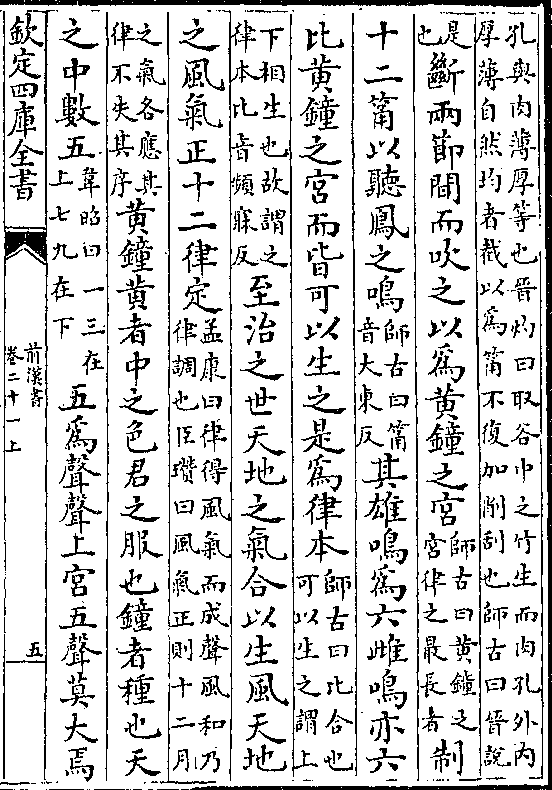 孔與肉薄厚等也晉灼曰取谷中之竹生而肉孔外內
厚薄自然均者截以爲筩不復加削刮也師古曰晉說
是
也
斷兩節閒而吹之以爲黃鐘之宮
師古曰黃鐘之
宮律之最長者
制
十二筩以聽鳳之鳴
師古曰筩
音大東反
其雄鳴爲六雌鳴亦六
比黃鐘之宮而皆可以生之是爲律本
師古曰比合也
可以生之謂上
下相生也故謂之
律本比音頻寐反
至治之世天地之氣合以生風天地
之風氣正十二律定
孟康曰律得風氣而成聲風和乃
律調也臣瓚曰風氣正則十二月
之氣各應其
律不失其序
黃鐘黃者中之色君之服也鐘者種也天
之中數五
韋昭曰一三在
上七九在下
五爲聲聲上宮五聲莫大焉
欽定四庫全書
前漢書
卷二十一上
五